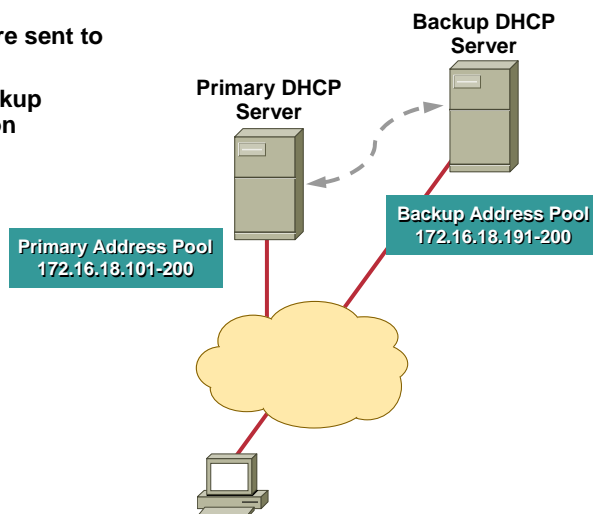 re sent to
kup
on
Backup DHCP
Server
Primary DHCP
Server
Backup Address Pool
172.16.18.191-200
Primary Address Pool
172.16.18.101-200